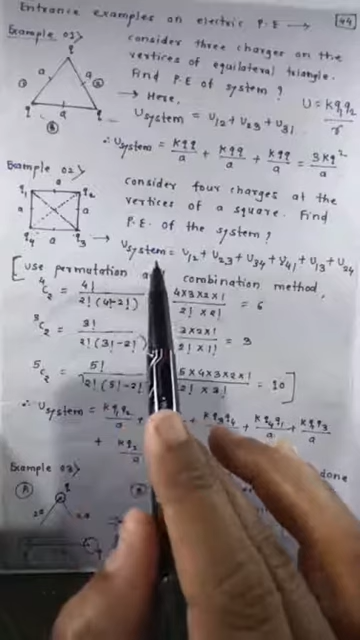 Entrance examples on electric P.E → 44
Example 01)
consider three charges on the
vertices of equilateral triangle.
Find P.E of system?
→ Here, U = kq₁q₂/r
Usystem = U12 + U23 + U31
∴ Usystem = kqq/a + kqq/a + kqq/a = 3kq²/a
Example 02)
consider four charges at the
vertices of a square. Find
P.E. of the system?
→ Usystem = U12 + U23 + U34 + U41 + U13 + U24
[use permutation combination method,
⁴C₂ = 4!/2!(4-2!) 4×3×2×1/2!×2! = 6
³C₂ = 3!/2!(3-2!) 3×2×1/2!×1! = 3
⁵C₂ = 5!/2!(5-2!) 5×4×3×2×1/2!×3! = 10]
∴ Usystem = kq₁q₂/a + kq₃q₄/a + kq₄q₁/a + kq₁q₃/a
+
Example 03)
done
A